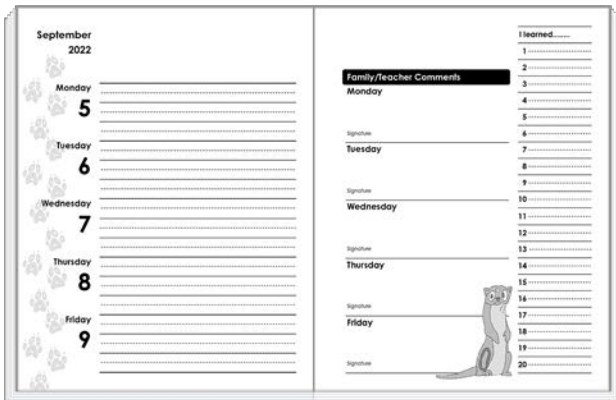 September
2022
Monday
5
Tuesday
6
Wednesday
7
Thursday
8
Friday
9
Family/Teacher Comments
Monday
Signature
Tuesday
Signature
Wednesday
Signature
Thursday
Signature
Friday
Signature
I learned........
1
2
3
4
5
6
7
8
9
10
11
12
13
14
15
16
17
18
19
20